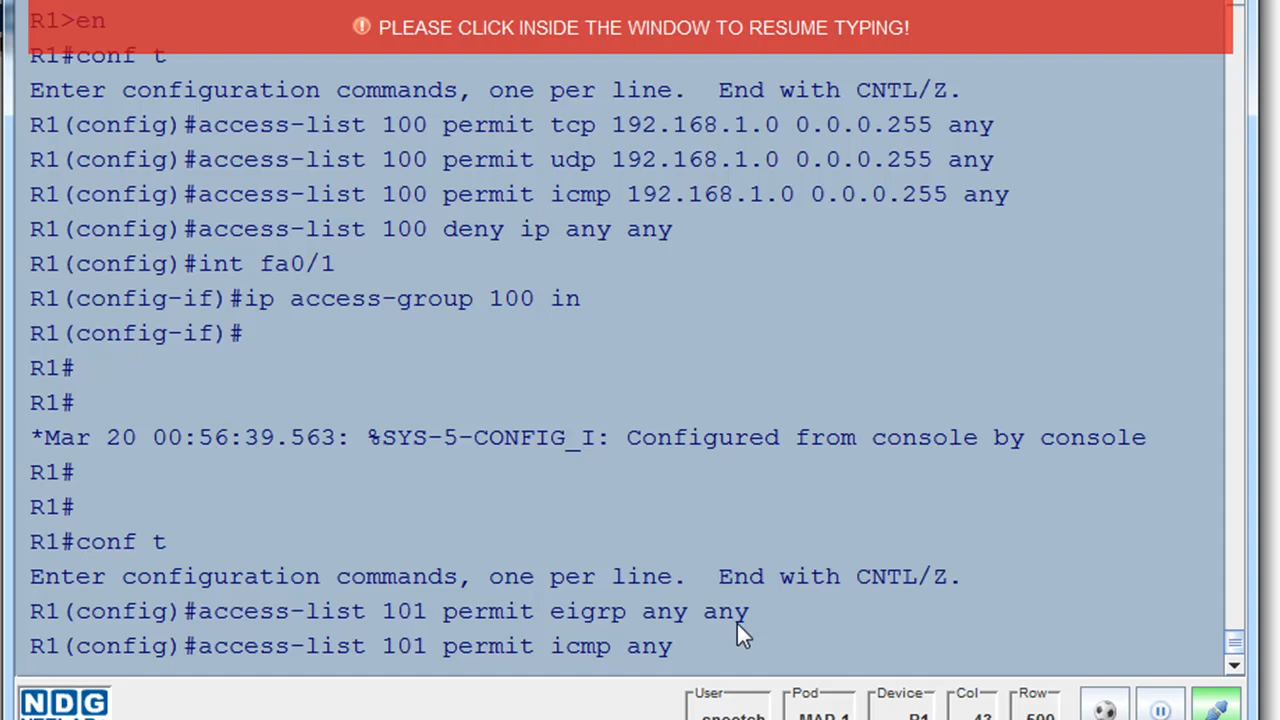 R1>en
PLEASE CLICK INSIDE THE WINDOW TO RESUME TYPING!
R1#conf t
Enter configuration commands, one per line.  End with CNTL/Z.
R1(config)#access-list 100 permit tcp 192.168.1.0 0.0.0.255 any
R1(config)#access-list 100 permit udp 192.168.1.0 0.0.0.255 any
R1(config)#access-list 100 permit icmp 192.168.1.0 0.0.0.255 any
R1(config)#access-list 100 deny ip any any
R1(config)#int fa0/1
R1(config-if)#ip access-group 100 in
R1(config-if)#
R1#
R1#
*Mar 20 00:56:39.563: %SYS-5-CONFIG_I: Configured from console by console
R1#
R1#
R1#conf t
Enter configuration commands, one per line.  End with CNTL/Z.
R1(config)#access-list 101 permit eigrp any any
R1(config)#access-list 101 permit icmp any
NDG
User Pod Device Col Row
MAP-1 R1 43 500